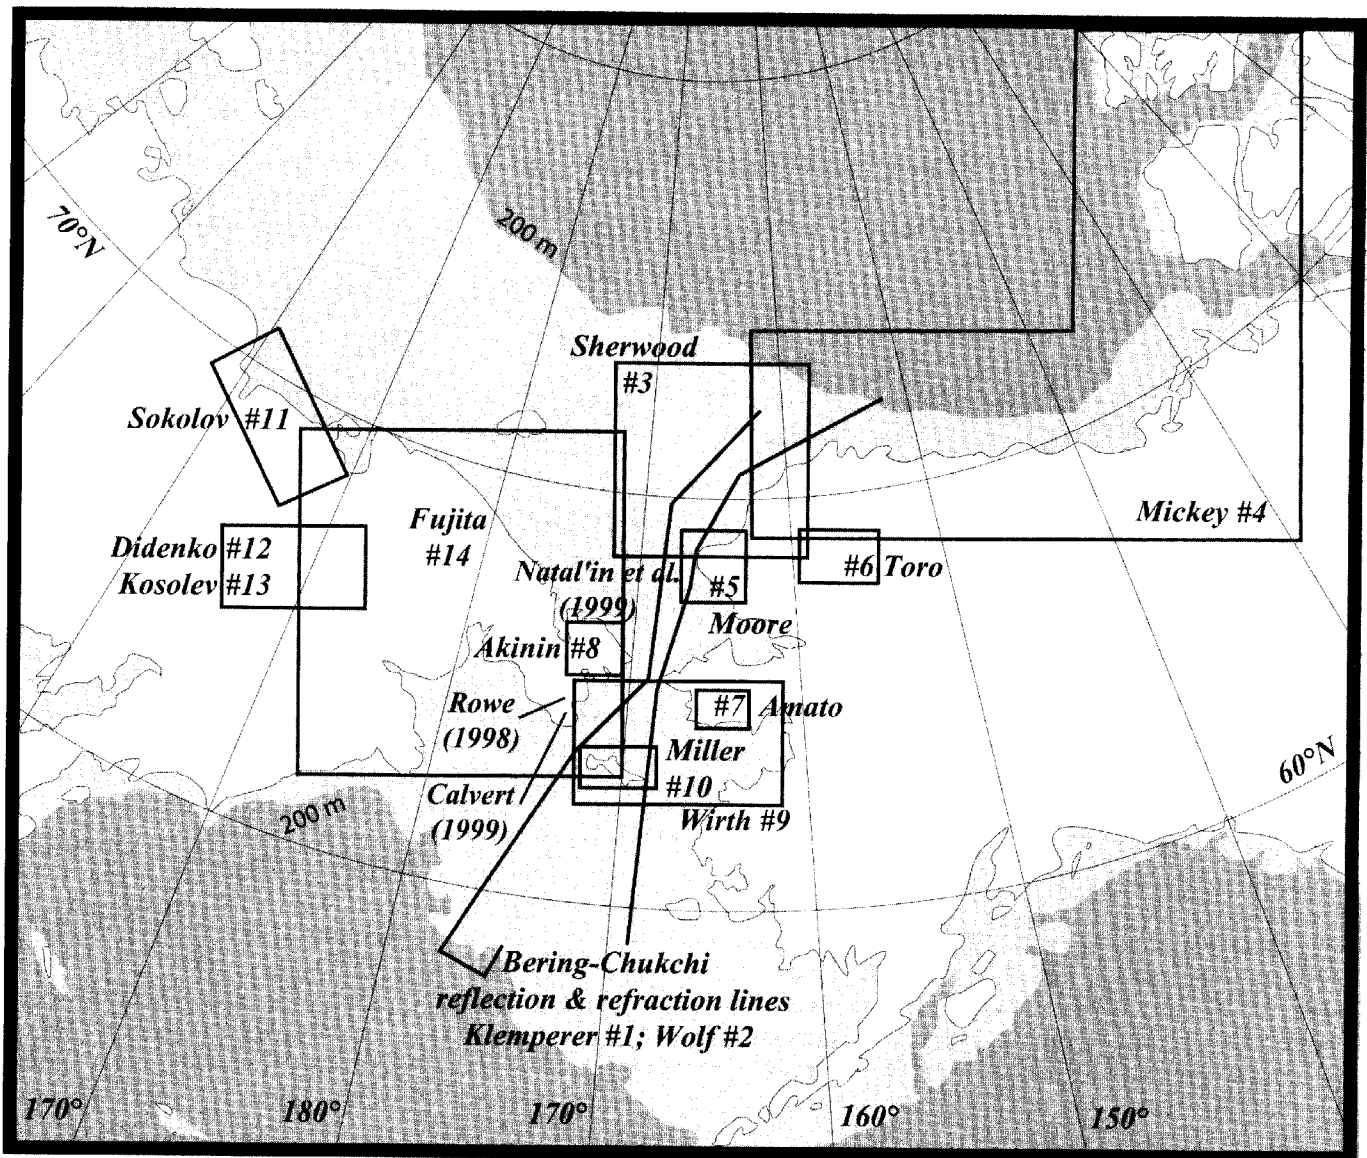 70°N
200 m
Sherwood
#3
Sokolov #11
Mickey #4
Fujita
#14
Didenko #12
Kosolev #13
Natal'in et al.
(1999)
#5
Moore
#6 Toro
Akinin #8
Rowe
(1998)
#7 Amato
Miller
#10
Calvert
(1999)
Wirth #9
60°N
200 m
Bering-Chukchi
reflection & refraction lines
Klemperer #1; Wolf #2
170°
180°
170°
160°
150°